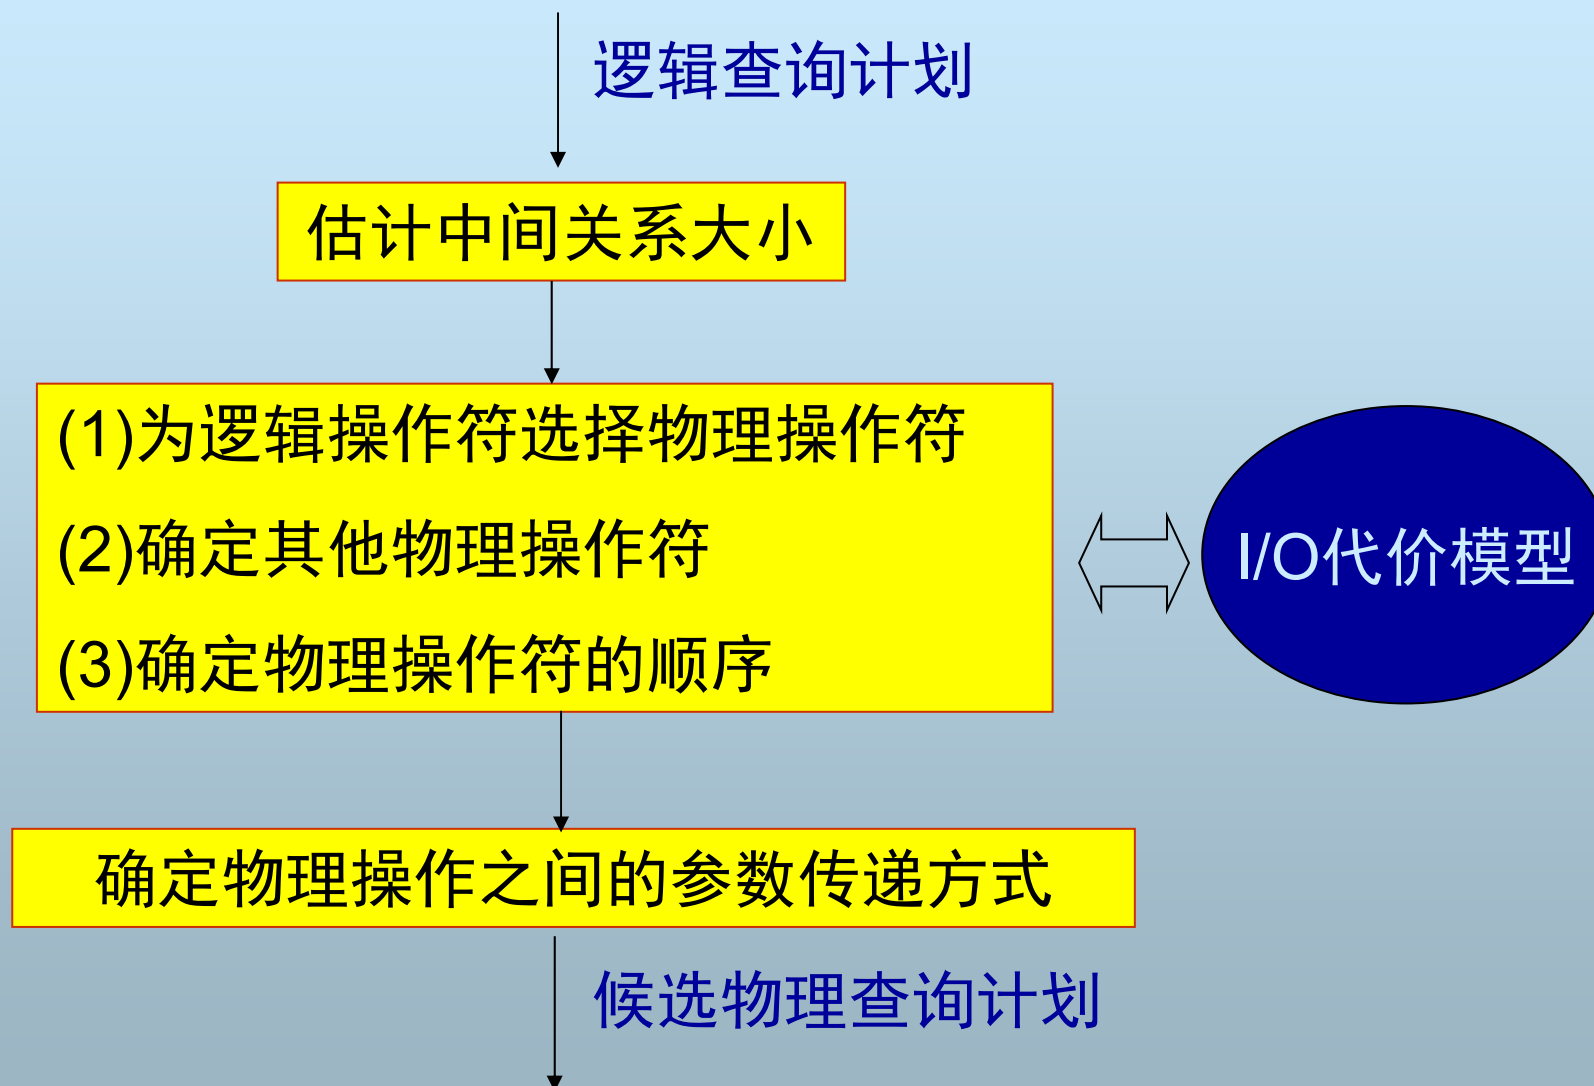 逻辑查询计划
估计中间关系大小
(1)为逻辑操作符选择物理操作符
(2)确定其他物理操作符
(3)确定物理操作符的顺序
I/O代价模型
确定物理操作之间的参数传递方式
候选物理查询计划